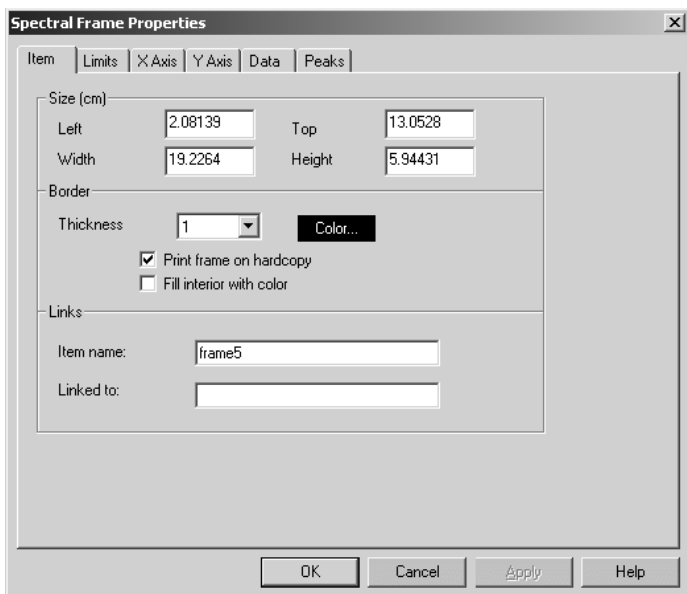 Spectral Frame Properties
Item Limits X Axis Y Axis Data Peaks
Size (cm)
Left 2.08139 Top 13.0528
Width 19.2264 Height 5.94431
Border
Thickness 1 Color...
Print frame on hardcopy
Fill interior with color
Links
Item name: frame5
Linked to:
OK Cancel Apply Help